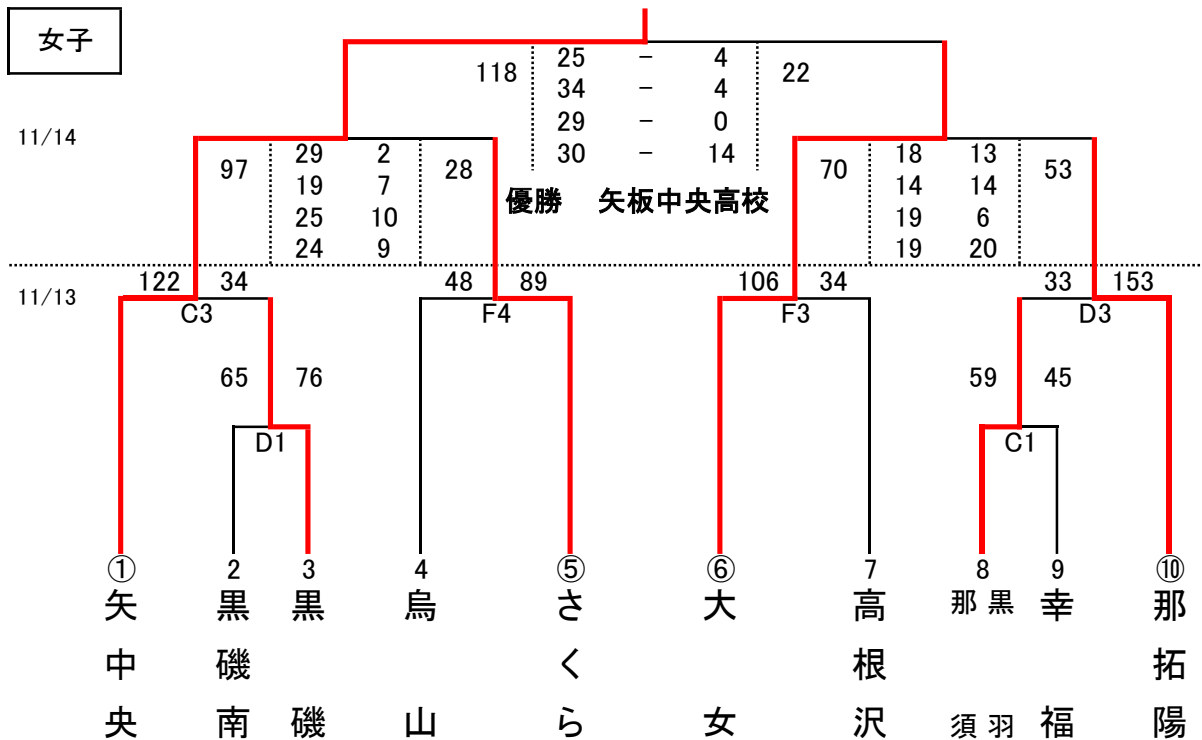 女子
118 25 － 4 22
34 － 4
29 － 0
30 － 14
優勝 矢板中央高校
11/14
97 29 2 28
19 7
25 10
24 9
70 18 13 53
14 14
19 6
19 20
11/13
122 34 48 89 106 34 33 153
C3 F4 F3 D3
65 76 59 45
D1 C1
① 2 3 4 ⑤ ⑥ 7 8 9 ⑩
矢中央
黒磯南
黒磯
烏山
さくら
大女
高根沢
那須
黒羽
幸福
那拓陽